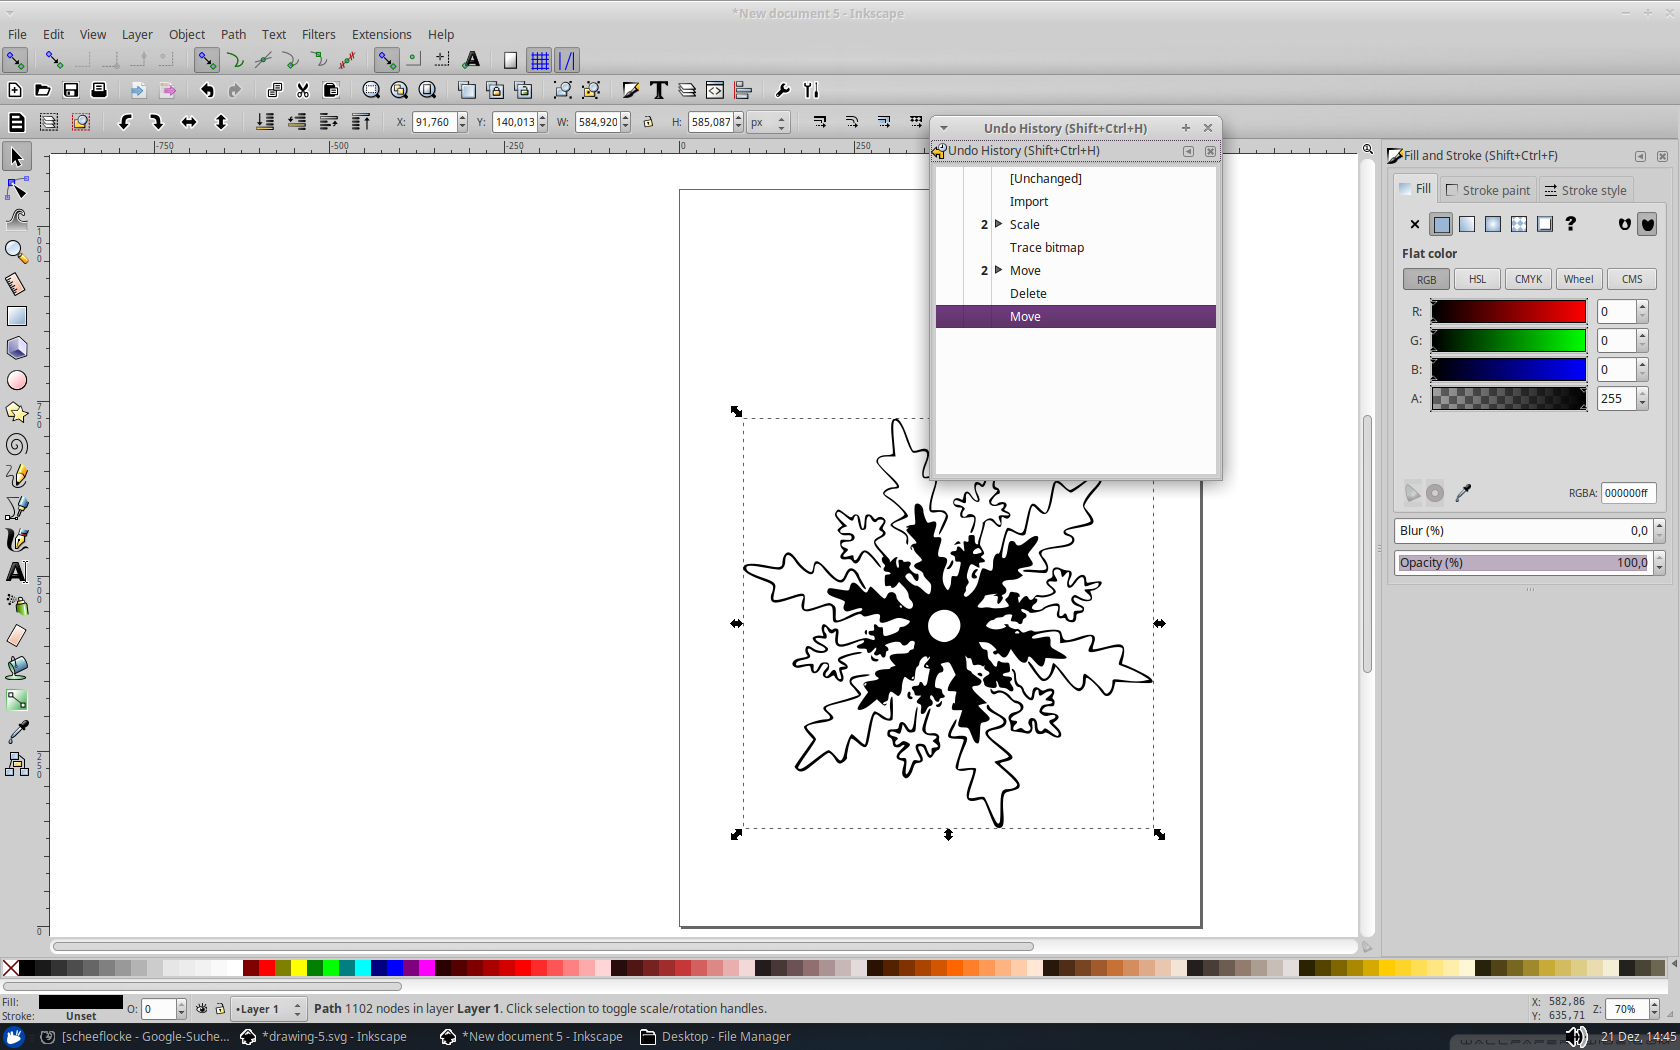 *New document 5 - Inkscape
File Edit View Layer Object Path Text Filters Extensions Help
X: 91,760 Y: 140,013 W: 584,920 H: 585,087 px
Undo History (Shift+Ctrl+H)
Undo History (Shift+Ctrl+H)
[Unchanged]
Import
2 Scale
Trace bitmap
2 Move
Delete
Move
-750 -500 -250 0 250
1000
750
500
250
0
Fill and Stroke (Shift+Ctrl+F)
Fill Stroke paint Stroke style
Flat color
RGB HSL CMYK Wheel CMS
R: 0
G: 0
B: 0
A: 255
RGBA: 000000ff
Blur (%) 0,0
Opacity (%) 100,0
Fill:
Stroke: Unset
O: 0
•Layer 1
Path 1102 nodes in layer Layer 1. Click selection to toggle scale/rotation handles.
X: 582,86
Y: 635,71
Z: 70%
[scheeflocke - Google-Suche... *drawing-5.svg - Inkscape *New document 5 - Inkscape Desktop - File Manager 21 Dez, 14:45